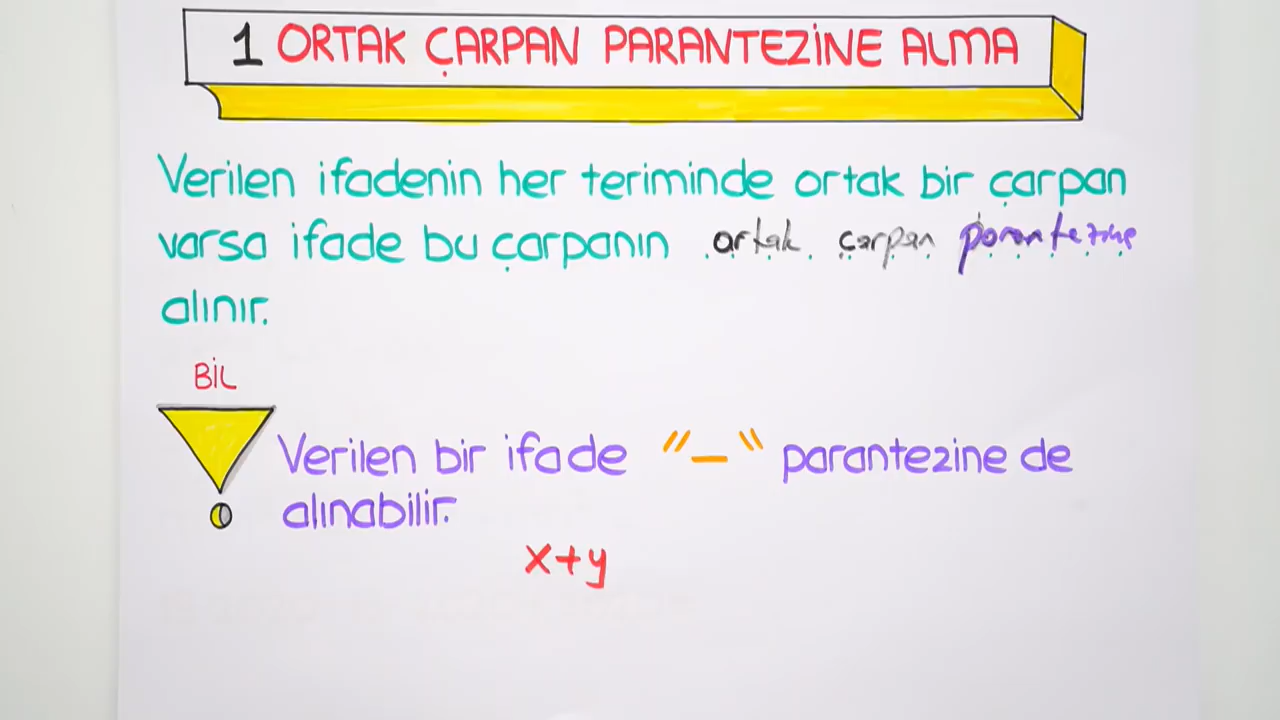 1 ORTAK ÇARPAN PARANTEZİNE ALMA
Verilen ifadenin her teriminde ortak bir çarpan
varsa ifade bu çarpanın ortak çarpan parantezine
alınır.
BİL
Verilen bir ifade "–" parantezine de
alınabilir.
x+y